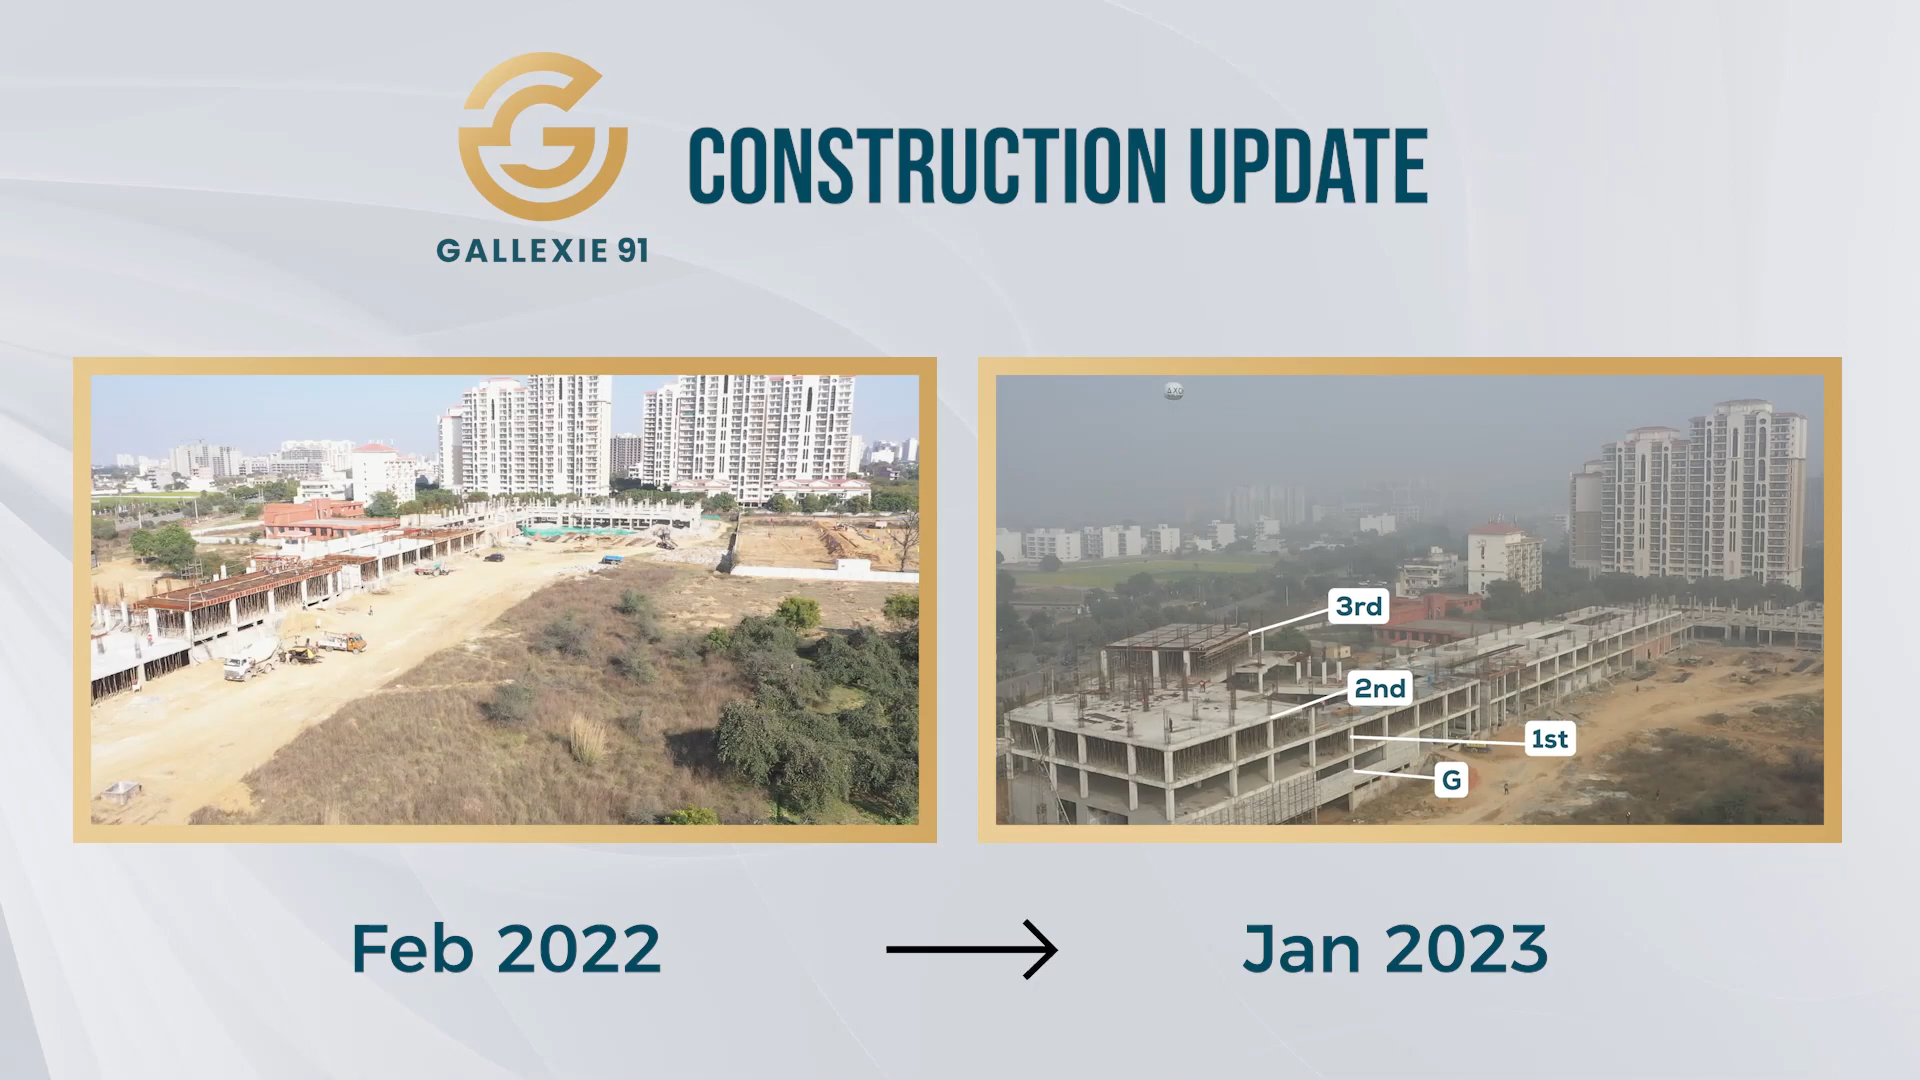 CONSTRUCTION UPDATE
GALLEXIE 91
3rd
2nd
1st
G
Feb 2022
Jan 2023